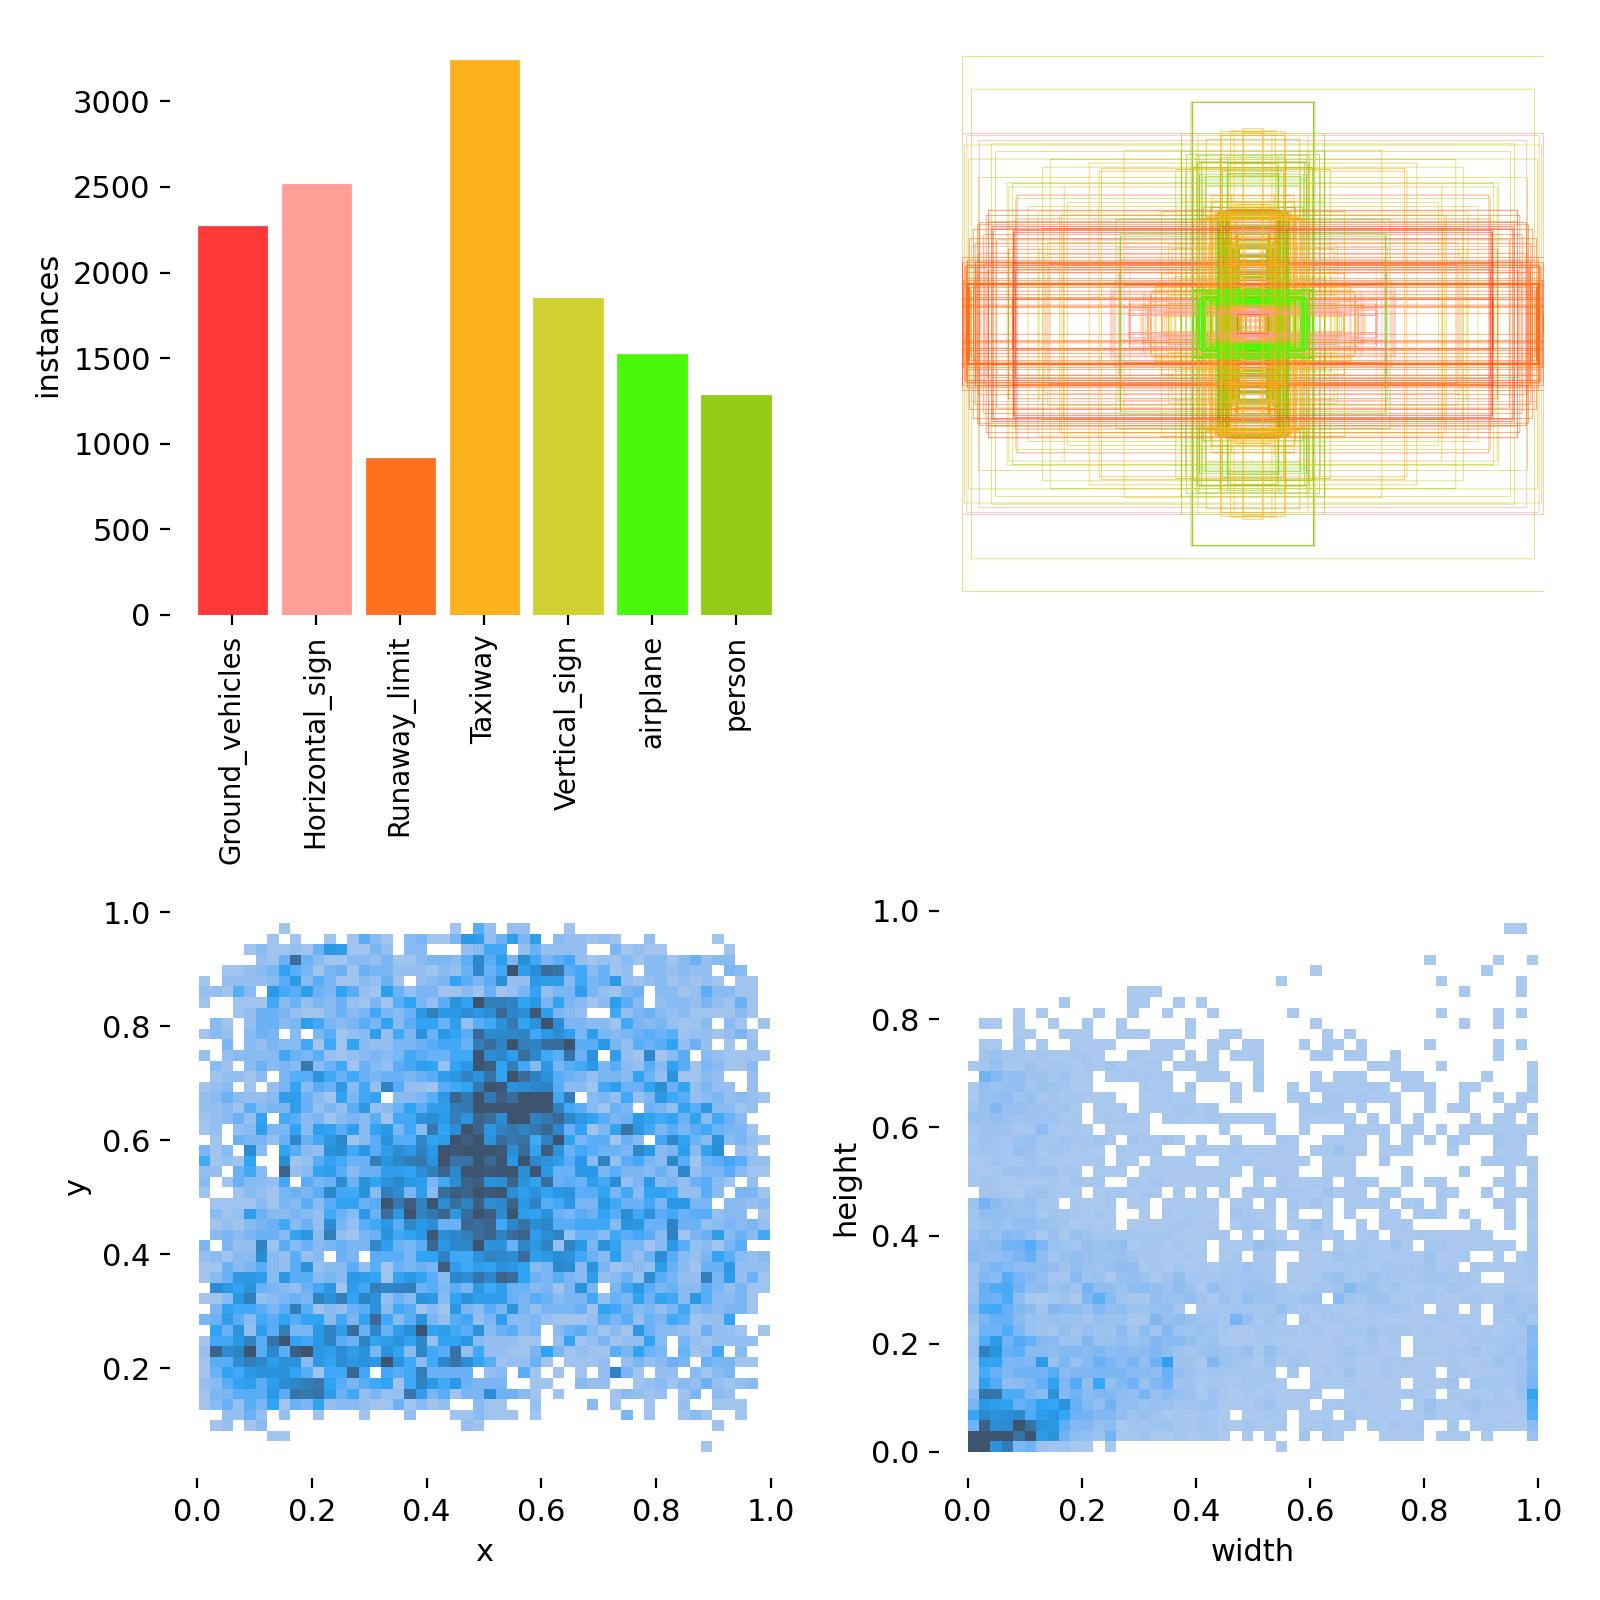 3000
2500
2000
1500
1000
500
0
instances
Ground_vehicles
Horizontal_sign
Runaway_limit
Taxiway
Vertical_sign
airplane
person
1.0
0.8
0.6
0.4
0.2
y
0.0 0.2 0.4 0.6 0.8 1.0
x
1.0
0.8
0.6
0.4
0.2
0.0
height
0.0 0.2 0.4 0.6 0.8 1.0
width